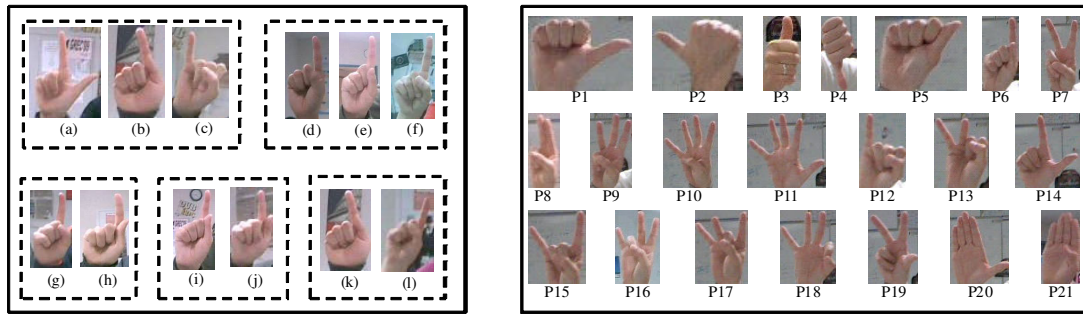 (a) (b) (c) (d) (e) (f)
(g) (h) (i) (j) (k) (l)
P1 P2 P3 P4 P5 P6 P7
P8 P9 P10 P11 P12 P13 P14
P15 P16 P17 P18 P19 P20 P21